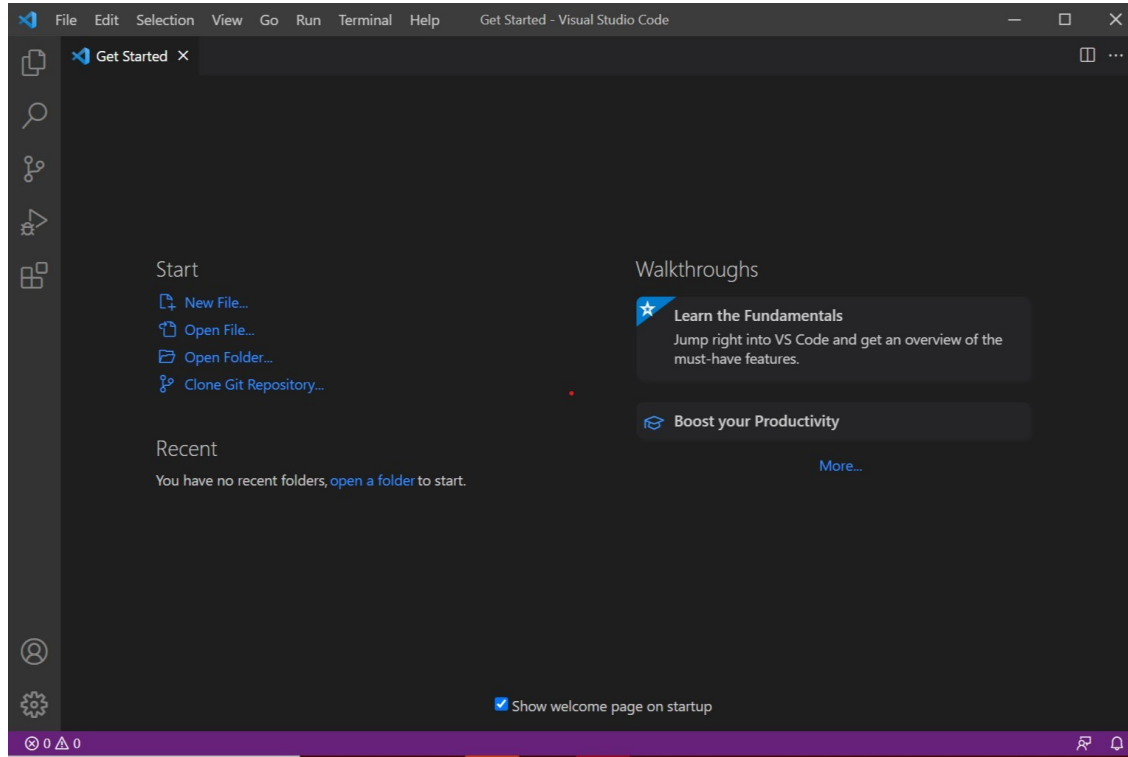 File Edit Selection View Go Run Terminal Help Get Started - Visual Studio Code
Get Started
Start
New File...
Open File...
Open Folder...
Clone Git Repository...
Recent
You have no recent folders, open a folder to start.
Walkthroughs
Learn the Fundamentals
Jump right into VS Code and get an overview of the
must-have features.
Boost your Productivity
More...
Show welcome page on startup
0 0